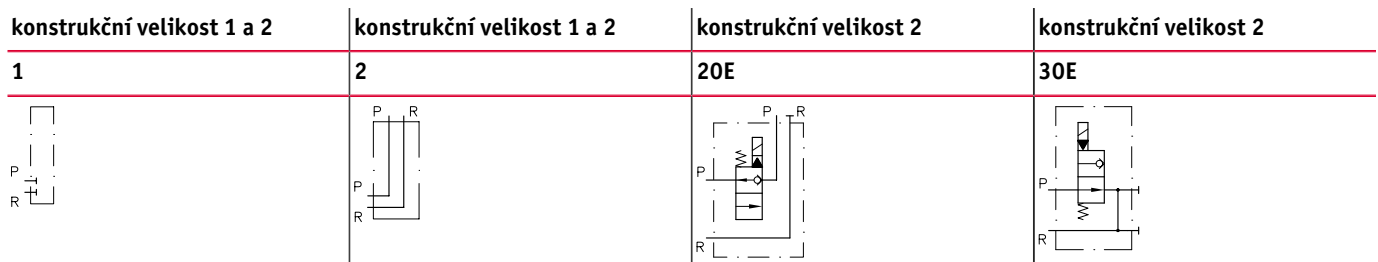 konstrukční velikost 1 a 2 konstrukční velikost 1 a 2 konstrukční velikost 2 konstrukční velikost 2
1 2 20E 30E
P R P R
P P P P
R R R R